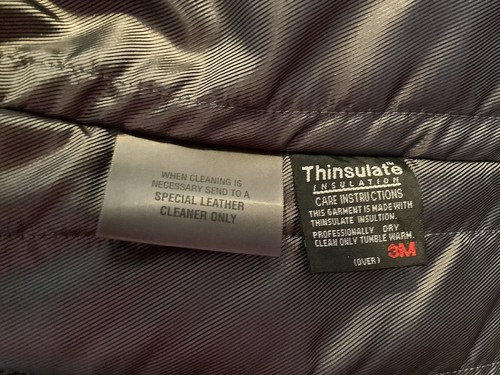 WHEN CLEANING IS
NECESSARY SEND TO A
SPECIAL LEATHER
CLEANER ONLY
Thinsulate™
INSULATION
CARE INSTRUCTIONS
THIS GARMENT IS MADE WITH
THINSULATE INSULTION.
PROFESSIONALLY DRY
CLEAN ONLY TUMBLE WARM.
3M
(OVER)